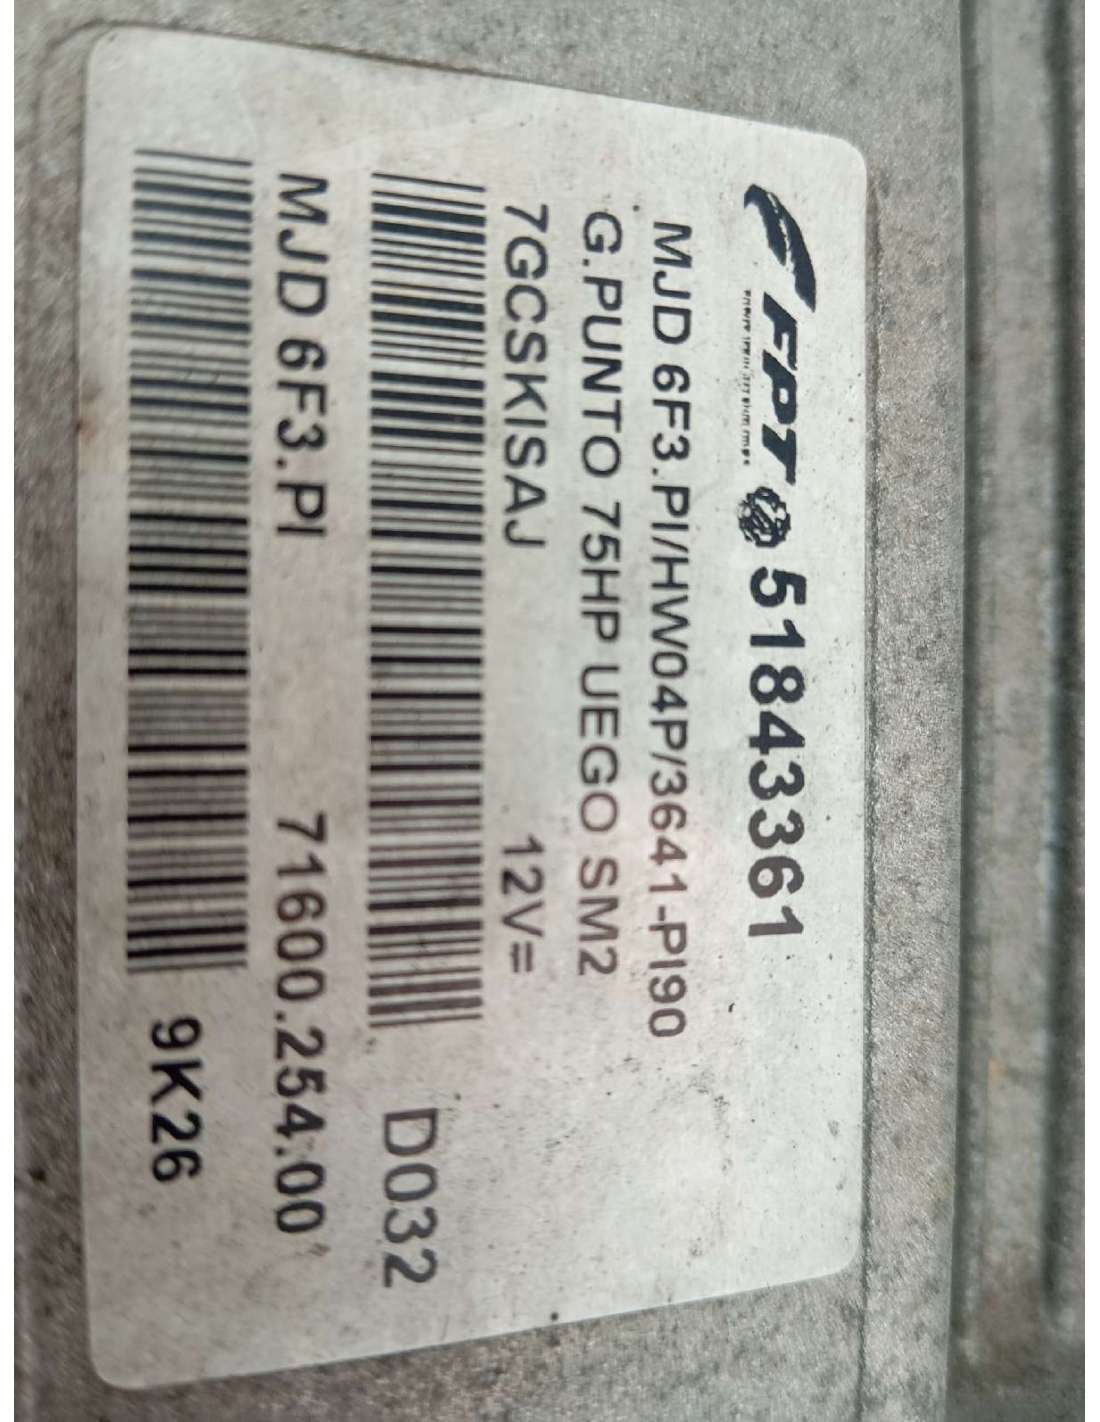 FPT 51843361
MJD 6F3.PI/HW04P/3641-PI90
G.PUNTO 75HP UEGO SM2
7GCSKISAJ 12V=
D032
MJD 6F3.PI 71600.254.00
9K26